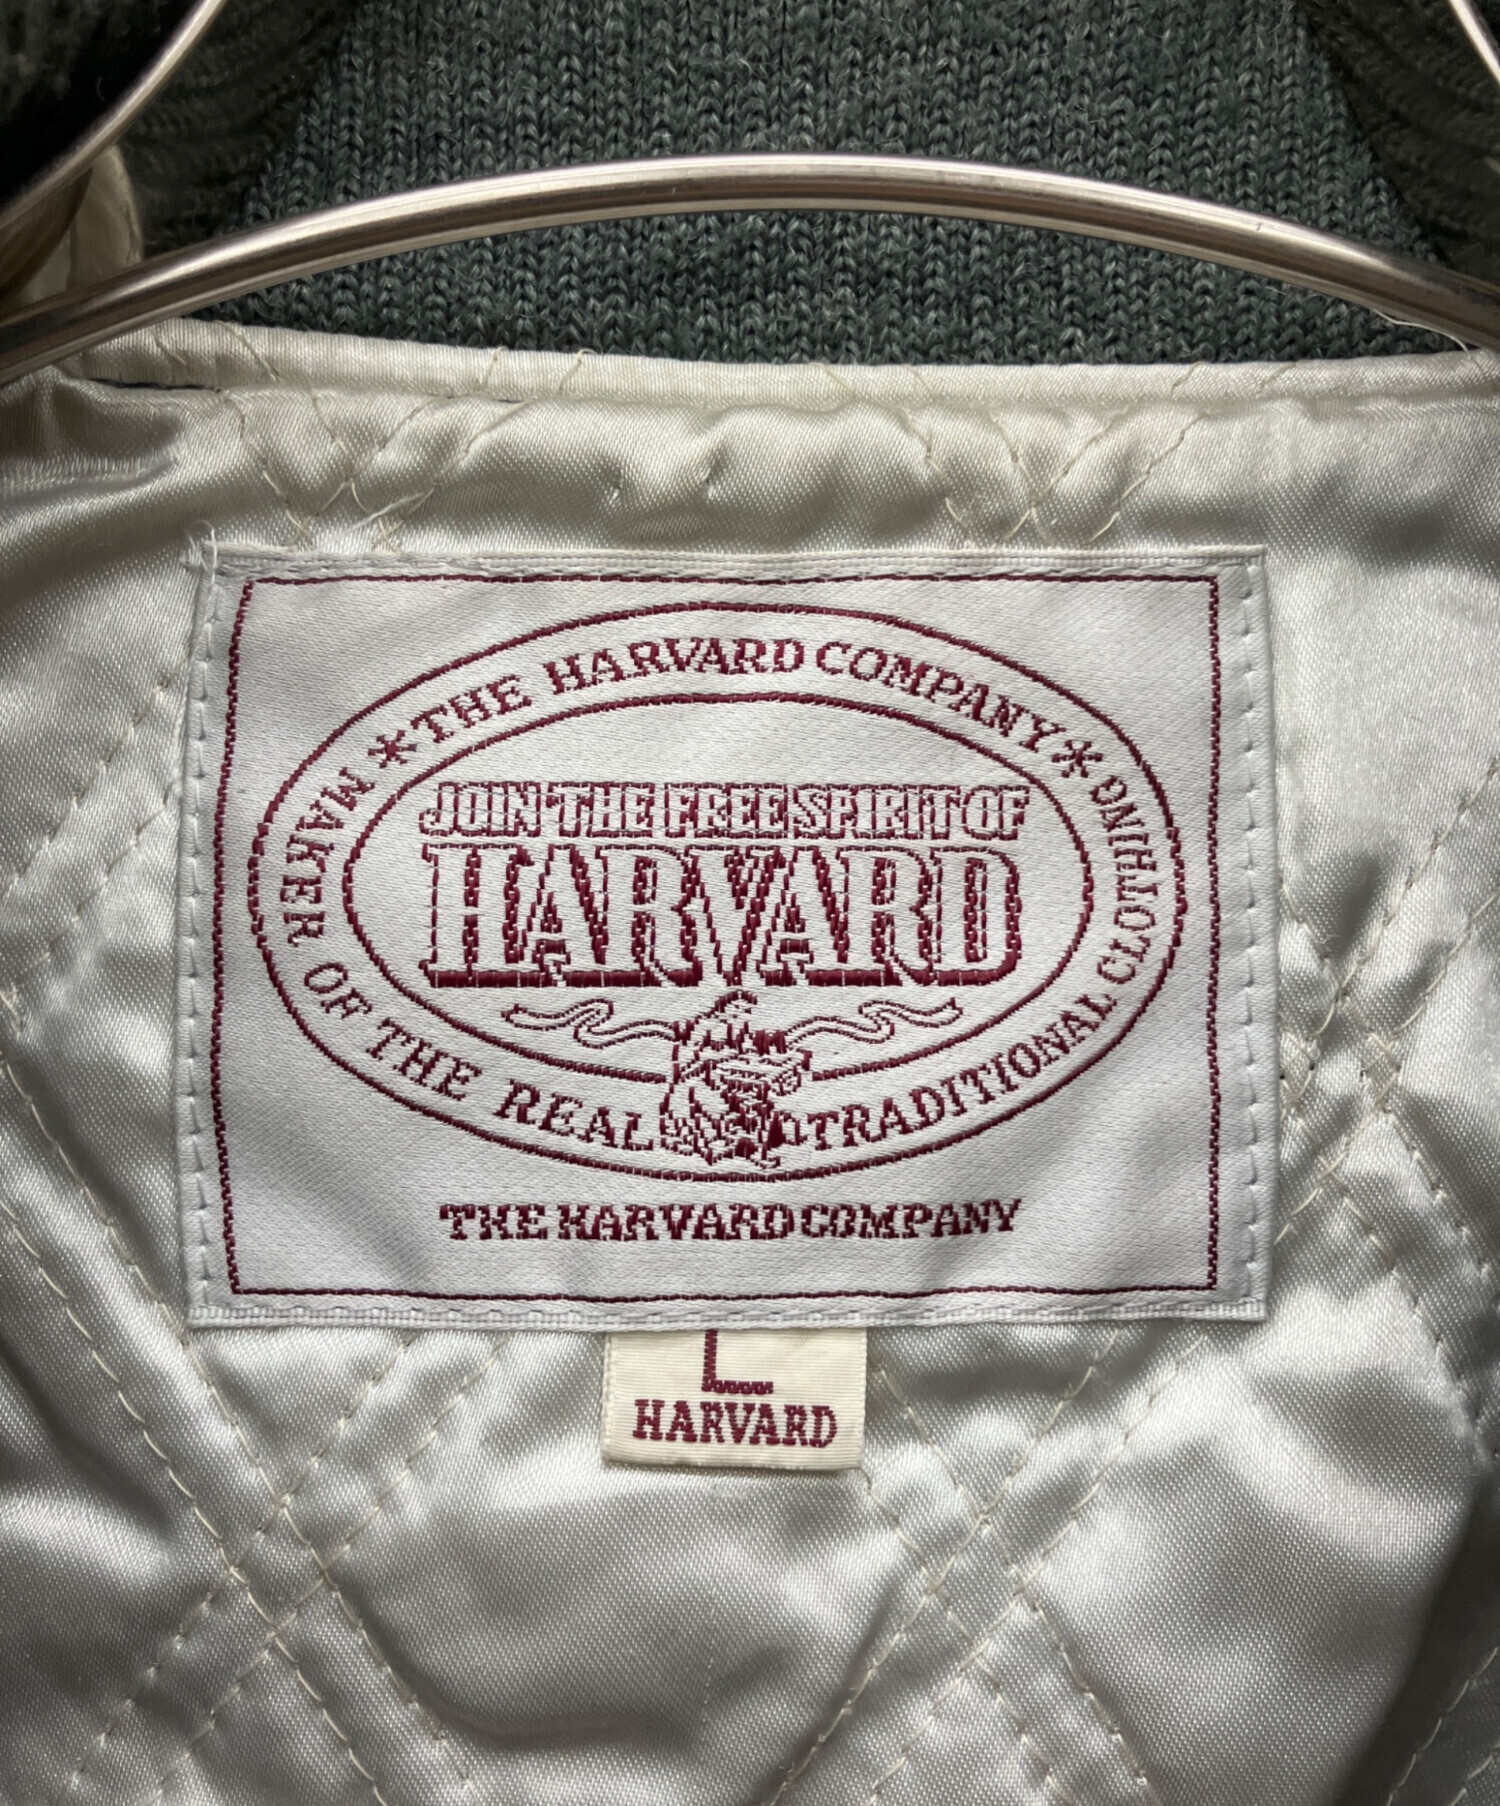 *THE HARVARD COMPANY*
MAKER OF THE REAL TRADITIONAL CLOTHING
JOIN THE FREE SPIRIT OF
HARVARD
THE HARVARD COMPANY
L
HARVARD